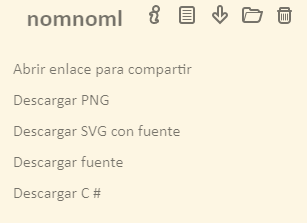 nomnoml
Abrir enlace para compartir
Descargar PNG
Descargar SVG con fuente
Descargar fuente
Descargar C #